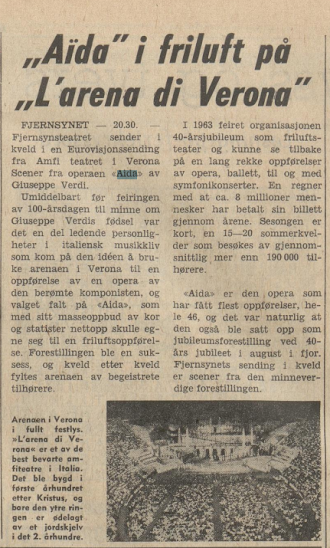 „Aïda” i friluft på
„L'arena di Verona”
FJERNSYNET — 20.30.
Fjernsynsteatret sender i
kveld i en Eurovisjonssending
fra Amfi teatret i Verona
Scener fra operaen «Aida» av
Giuseppe Verdi.
Umiddelbart før feiringen
av 100-årsdagen til minne om
Giuseppe Verdis fødsel var
det en del ledende personlig-
heter i italiensk musikkliv
som kom på den idéen å bru-
ke arenaen i Verona til en
oppførelse av en opera av
den berømte komponisten, og
valget falt på «Aida», som
med sitt masseoppbud av kor
og statister nettopp skulle eg-
ne seg til en friluftsoppførel-
se. Forestillingen ble en suk-
sess, og kveld etter kveld
fyltes arenaen av begeistrete
tilhørere.
I 1963 feiret organisasjonen
40-årsjubileum som frilufts-
teater og kunne se tilbake
på en lang rekke oppførelser
av opera, ballett, til og med
symfonikonserter. En regner
med at ca. 8 millioner men-
nesker har betalt sin billett
gjennom årene. Sesongen er
kort, en 15—20 sommerkvel-
der som besøkes av gjennom-
snittlig mer enn 190 000 til-
hørere.
«Aida» er den opera som
har fått flest oppførelser, he-
le 46, og det var naturlig at
den også ble satt opp som
jubileumsforestilling ved 40-
års jubileet i august i fjor.
Fjernsynets sending i kveld
er scener fra den minnever-
dige forestillingen.
Arenaen i Verona
i fullt festlys.
»L'arena di Ve-
rona« er et av de
best bevarte am-
fiteatre i Italia.
Det ble bygd i
første århundret
etter Kristus, og
bare den ytre rin-
gen er ødelagt
av et jordskjelv
i det 2. århundre.